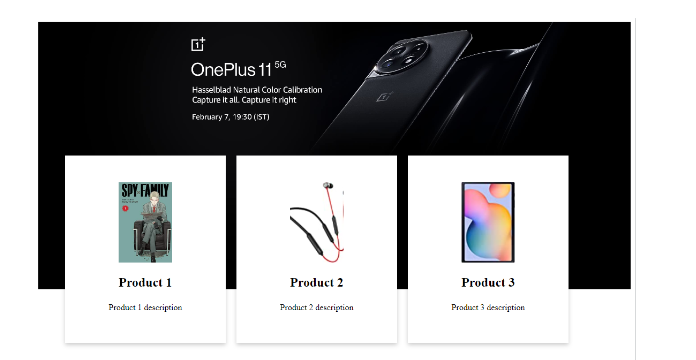 OnePlus 11 5G
Hasselblad Natural Color Calibration
Capture it all. Capture it right
February 7, 19:30 (IST)
SPY×FAMILY
1
Product 1
Product 2
Product 3
Product 1 description
Product 2 description
Product 3 description